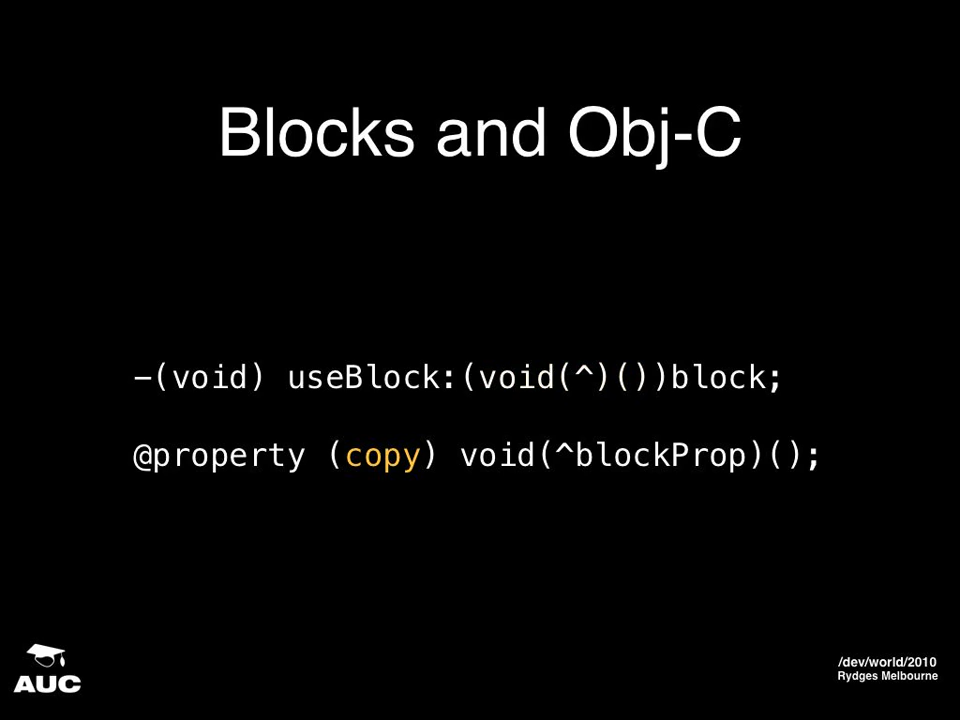 Blocks and Obj-C
-(void) useBlock:(void(^)())block;
@property (copy) void(^blockProp)();
AUC
/dev/world/2010
Rydges Melbourne